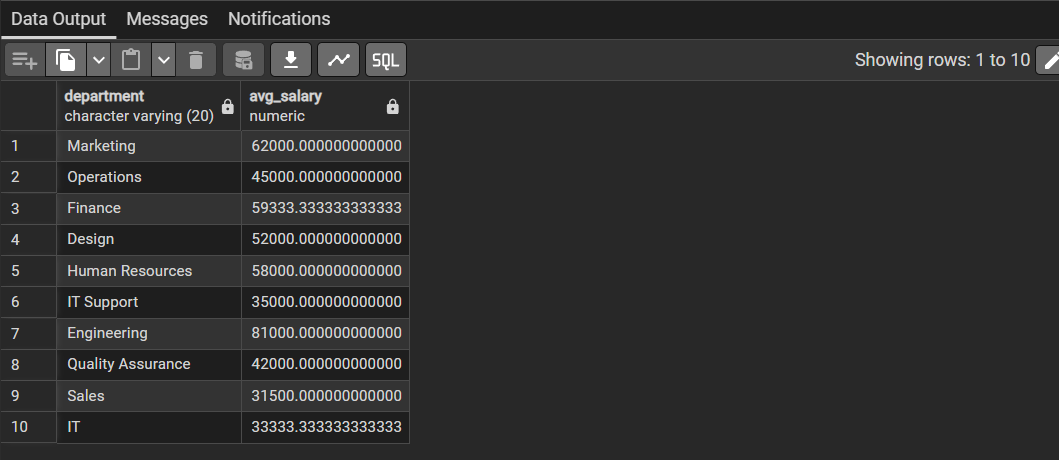 Data Output Messages Notifications
SQL Showing rows: 1 to 10
department avg_salary
character varying (20) numeric
1 Marketing 62000.000000000000
2 Operations 45000.000000000000
3 Finance 59333.333333333333
4 Design 52000.000000000000
5 Human Resources 58000.000000000000
6 IT Support 35000.000000000000
7 Engineering 81000.000000000000
8 Quality Assurance 42000.000000000000
9 Sales 31500.000000000000
10 IT 33333.333333333333